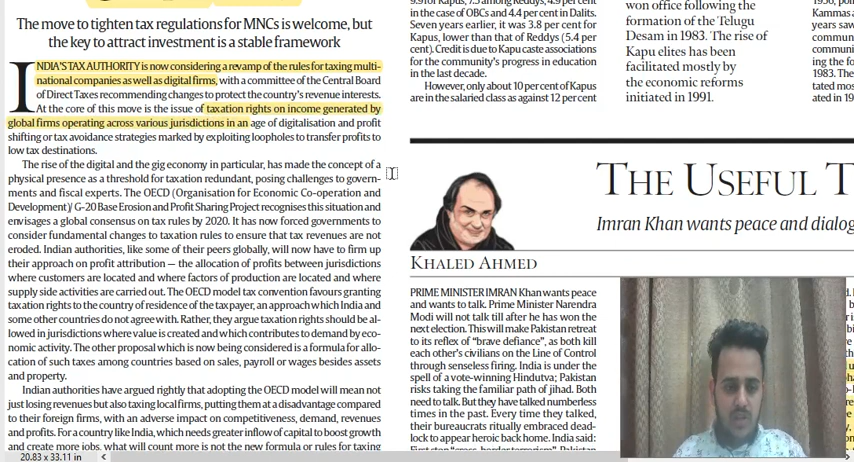 The move to tighten tax regulations for MNCs is welcome, but
the key to attract investment is a stable framework
INDIA'S TAX AUTHORITY is now considering a revamp of the rules for taxing multi-
national companies as well as digital firms, with a committee of the Central Board
of Direct Taxes recommending changes to protect the country's revenue interests.
At the core of this move is the issue of taxation rights on income generated by
global firms operating across various jurisdictions in an age of digitalisation and profit
shifting or tax avoidance strategies marked by exploiting loopholes to transfer profits to
low tax destinations.
The rise of the digital and the gig economy in particular, has made the concept of a
physical presence as a threshold for taxation redundant, posing challenges to govern-
ments and fiscal experts. The OECD (Organisation for Economic Co-operation and
Development)/ G-20 Base Erosion and Profit Sharing Project recognises this situation and
envisages a global consensus on tax rules by 2020. It has now forced governments to
consider fundamental changes to taxation rules to ensure that tax revenues are not
eroded. Indian authorities, like some of their peers globally, will now have to firm up
their approach on profit attribution — the allocation of profits between jurisdictions
where customers are located and where factors of production are located and where
supply side activities are carried out. The OECD model tax convention favours granting
taxation rights to the country of residence of the taxpayer, an approach which India and
some other countries do not agree with. Rather, they argue taxation rights should be al-
lowed in jurisdictions where value is created and which contributes to demand by eco-
nomic activity. The other proposal which is now being considered is a formula for allo-
cation of such taxes among countries based on sales, payroll or wages besides assets
and property.
Indian authorities have argued rightly that adopting the OECD model will mean not
just losing revenues but also taxing local firms, putting them at a disadvantage compared
to their foreign firms, with an adverse impact on competitiveness, demand, revenues
and profits. For a country like India, which needs greater inflow of capital to boost growth
and create more jobs, what will count more is not the new formula or rules for taxing
20.83 x 33.11 in
in the case of OBCs and 4.4 per cent in Dalits.
Seven years earlier, it was 3.8 per cent for
Kapus, lower than that of Reddys (5.4 per
cent). Credit is due to Kapu caste associations
for the community's progress in education
in the last decade.
However, only about 10 per cent of Kapus
are in the salaried class as against 12 per cent
won office following the
formation of the Telugu
Desam in 1983. The rise of
Kapu elites has been
facilitated mostly by
the economic reforms
initiated in 1991.
Kammas a
years saw
commun
communi
ing the fo
1983. The
tated mos
ated in 19
THE USEFUL T
Imran Khan wants peace and dialog
KHALED AHMED
PRIME MINISTER IMRAN Khan wants peace
and wants to talk. Prime Minister Narendra
Modi will not talk till after he has won the
next election. This will make Pakistan retreat
to its reflex of "brave defiance", as both kill
each other's civilians on the Line of Control
through senseless firing. India is under the
spell of a vote-winning Hindutva; Pakistan
risks taking the familiar path of jihad. Both
need to talk. But they have talked numberless
times in the past. Every time they talked,
their bureaucrats ritually embraced dead-
lock to appear heroic back home. India said: